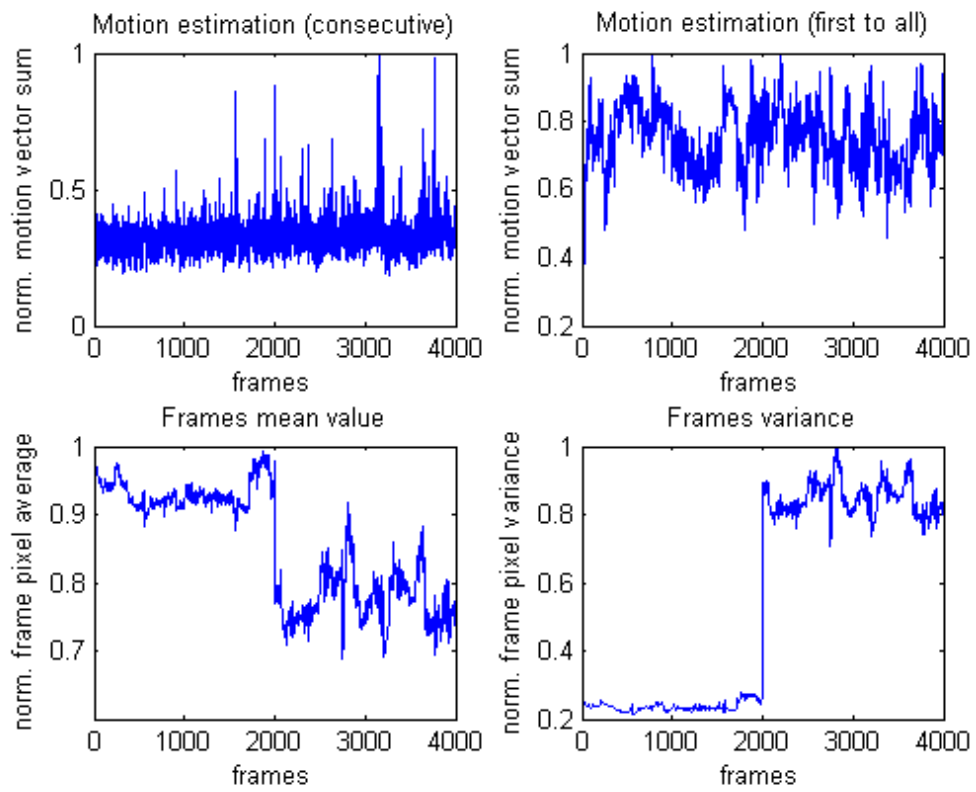 Motion estimation (consecutive)
norm. motion vector sum
1
0.5
0
0 1000 2000 3000 4000
frames
Motion estimation (first to all)
norm. motion vector sum
1
0.8
0.6
0.4
0.2
0 1000 2000 3000 4000
frames
Frames mean value
norm. frame pixel average
1
0.9
0.8
0.7
0 1000 2000 3000 4000
frames
Frames variance
norm. frame pixel variance
1
0.8
0.6
0.4
0.2
0 1000 2000 3000 4000
frames